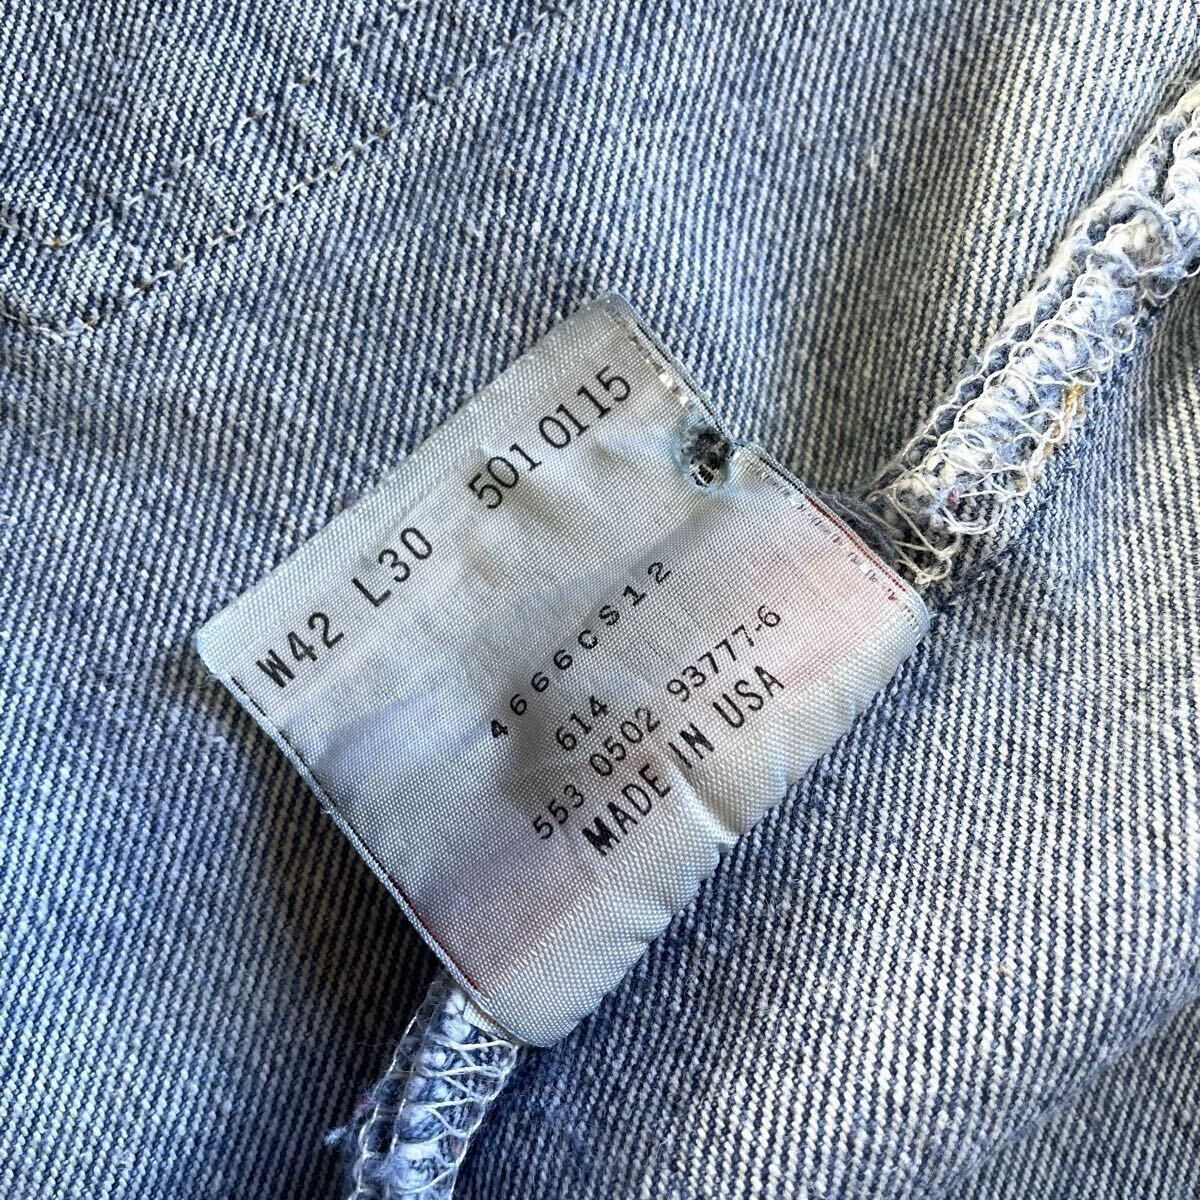 W42 L30 501 0115
4666CS12
614
553 0502 93777-6
MADE IN USA